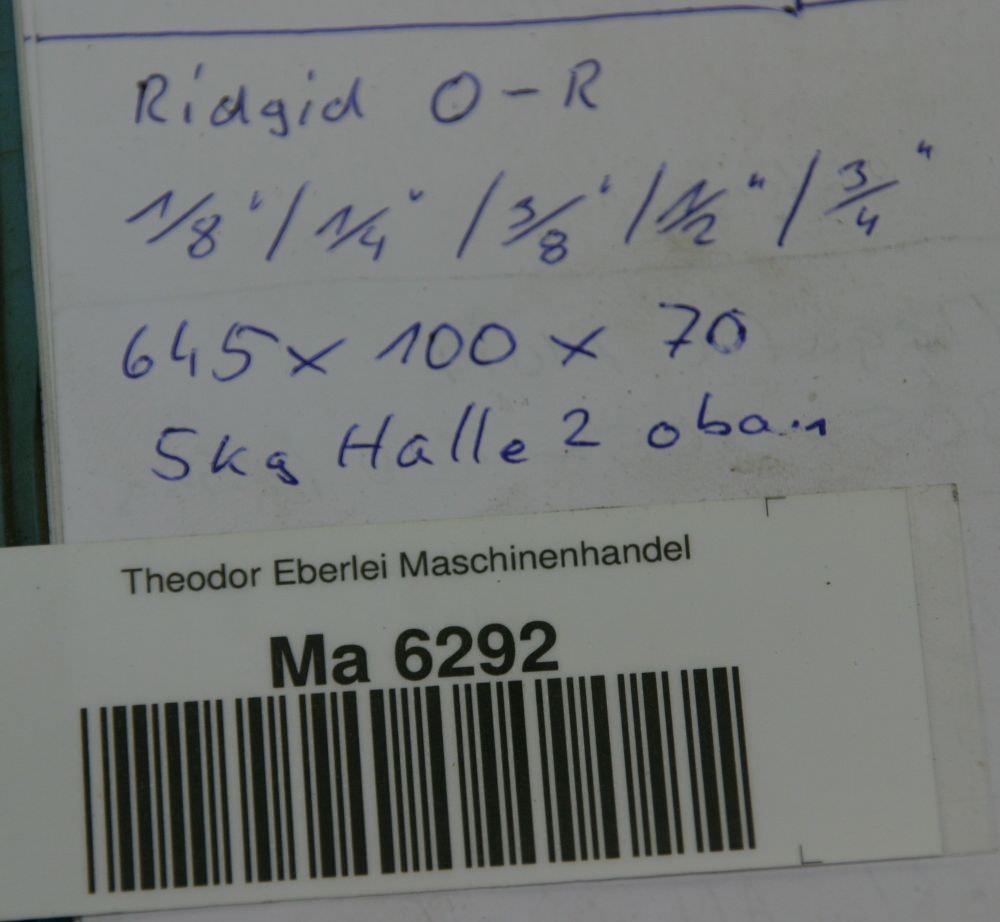 Ridgid O-R
1/8" / 1/4" / 3/8" / 1/2" / 3/4"
645 x 100 x 70
5kg Halle 2 oban
Theodor Eberlei Maschinenhandel
Ma 6292